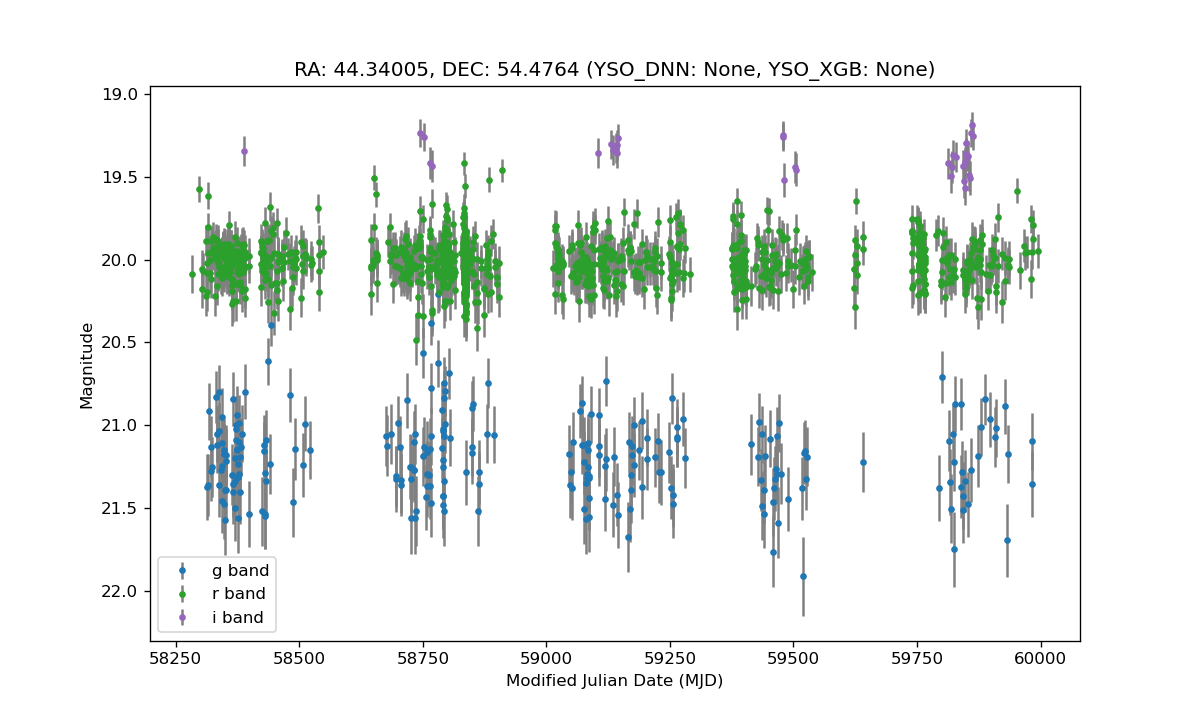 RA: 44.34005, DEC: 54.4764 (YSO_DNN: None, YSO_XGB: None)
19.0
19.5
20.0
20.5
21.0
21.5
22.0
Magnitude
g band
r band
i band
58250 58500 58750 59000 59250 59500 59750 60000
Modified Julian Date (MJD)